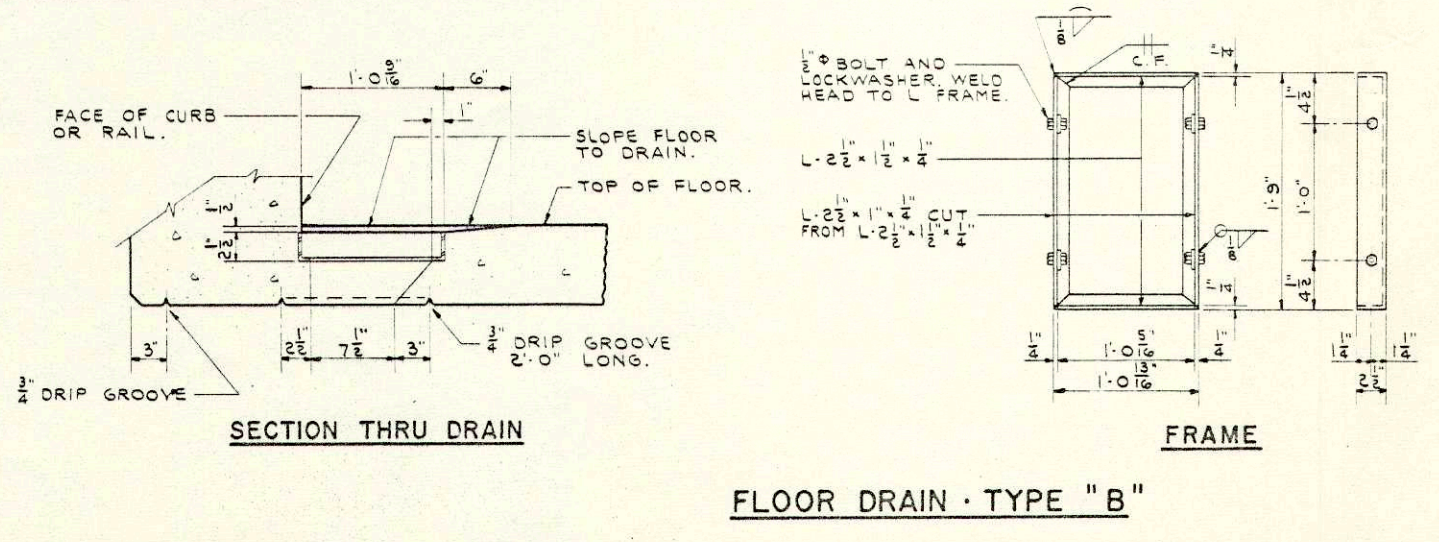 1'-0 9/16"
6"
1"
FACE OF CURB
OR RAIL.
SLOPE FLOOR
TO DRAIN.
TOP OF FLOOR.
1/2"
2 1/2"
3"
2 1/2"
7 1/2"
3"
3/4" DRIP GROOVE
2'-0" LONG.
3/4" DRIP GROOVE
SECTION THRU DRAIN
1/8
C.F.
1/4"
1/2" Φ BOLT AND
LOCKWASHER. WELD
HEAD TO L FRAME.
L-2 1/2" x 1 1/2" x 1/4"
L-2 1/2" x 1" x 1/4" CUT
FROM L-2 1/2" x 1 1/2" x 1/4"
1/8
1/4"
1/4"
1'-0 5/16"
1/4"
1'-0 13/16"
1'-9"
4 1/2"
1'-0"
4 1/2"
1 1/4"
1 1/4"
2 1/2"
FRAME
FLOOR DRAIN · TYPE "B"